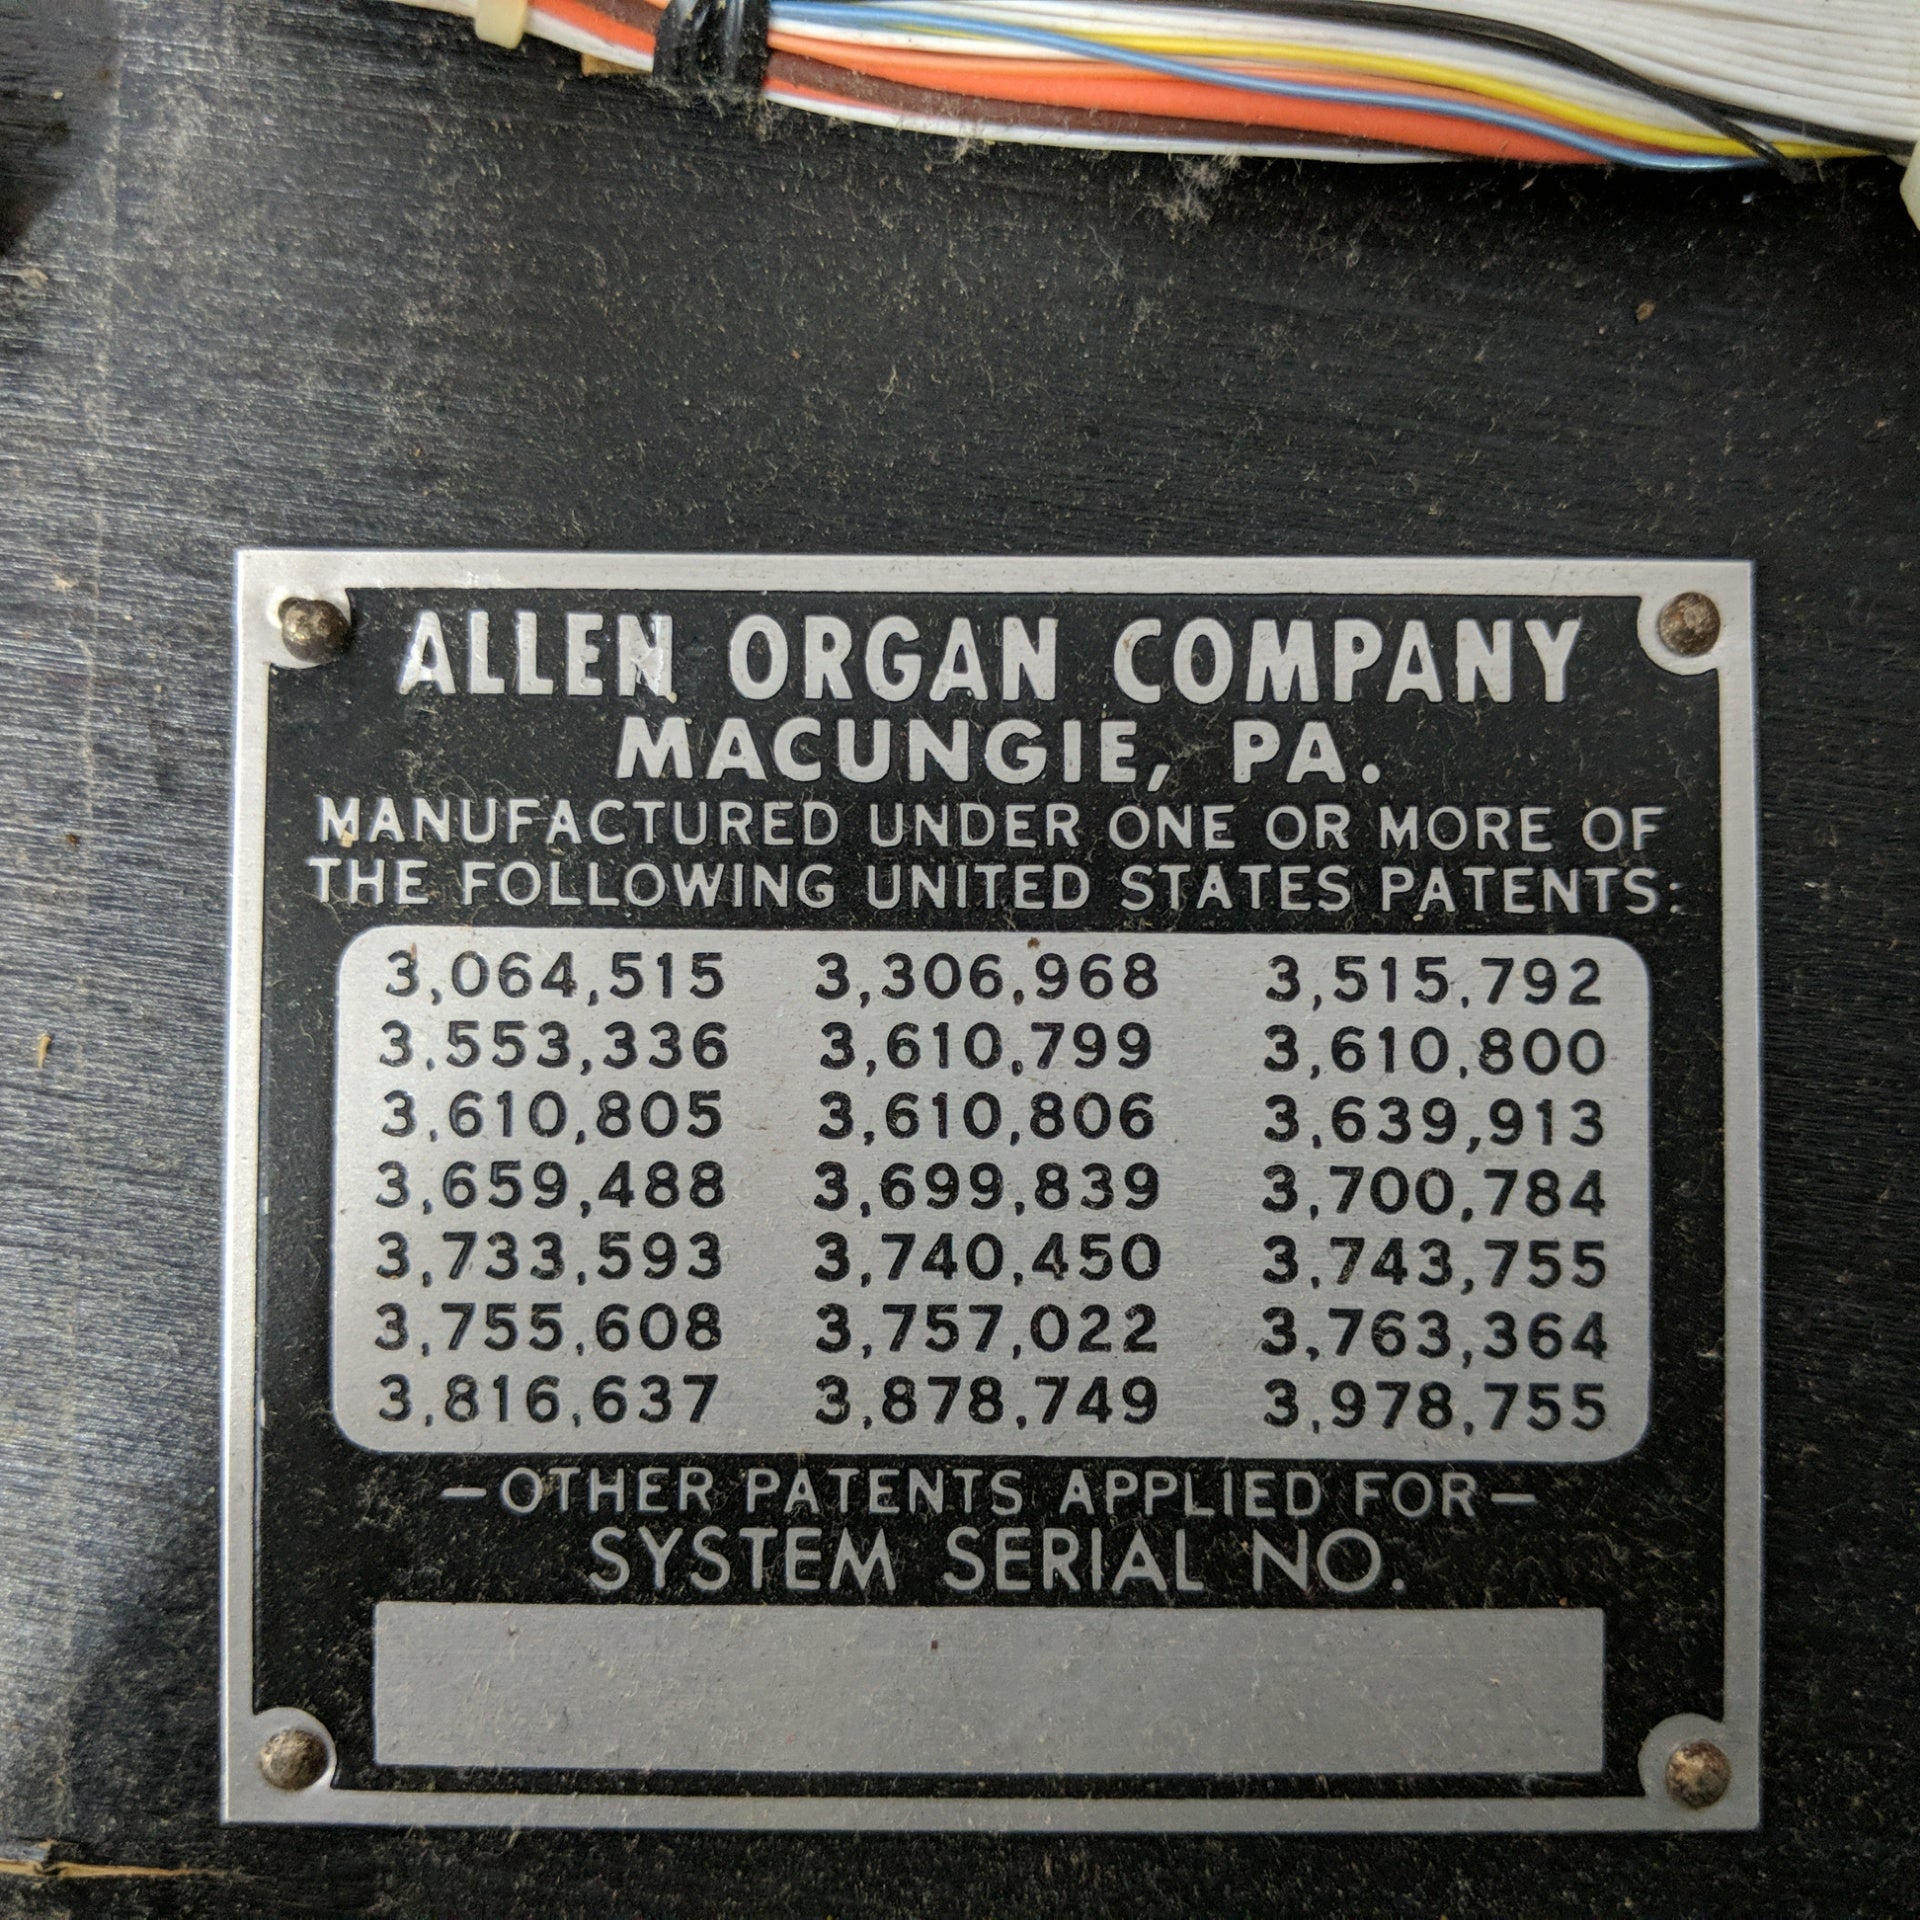 ALLEN ORGAN COMPANY
MACUNGIE, PA.
MANUFACTURED UNDER ONE OR MORE OF
THE FOLLOWING UNITED STATES PATENTS:
3,064,515 3,306,968 3,515,792
3,553,336 3,610,799 3,610,800
3,610,805 3,610,806 3,639,913
3,659,488 3,699,839 3,700,784
3,733,593 3,740,450 3,743,755
3,755,608 3,757,022 3,763,364
3,816,637 3,878,749 3,978,755
—OTHER PATENTS APPLIED FOR—
SYSTEM SERIAL NO.